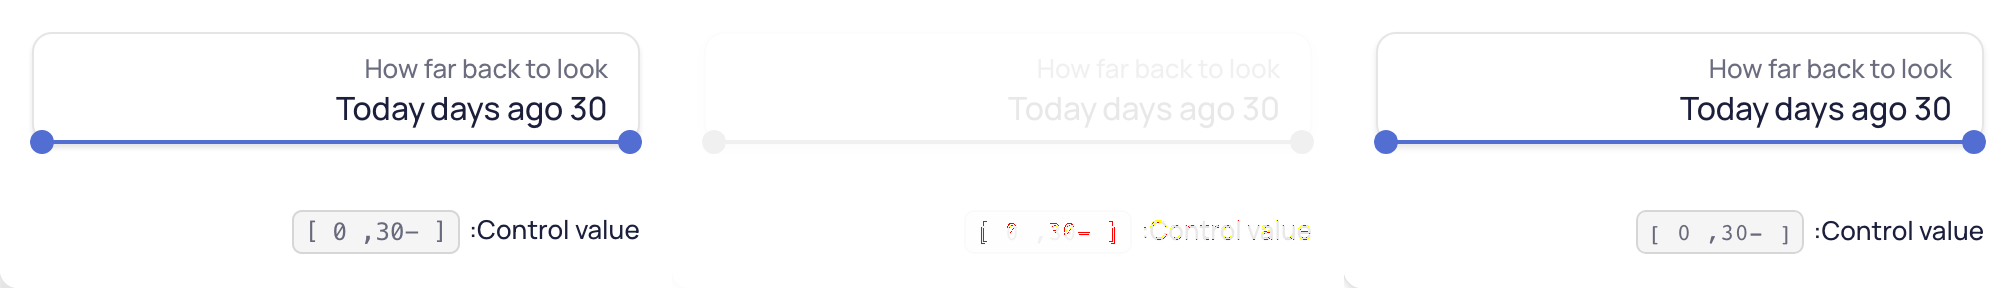 How far back to look
Today days ago 30
[ 0 ,30− ] :Control value
How far back to look
Today days ago 30
[ 0 ,30− ] :Control value
How far back to look
Today days ago 30
[ 0 ,30− ] :Control value